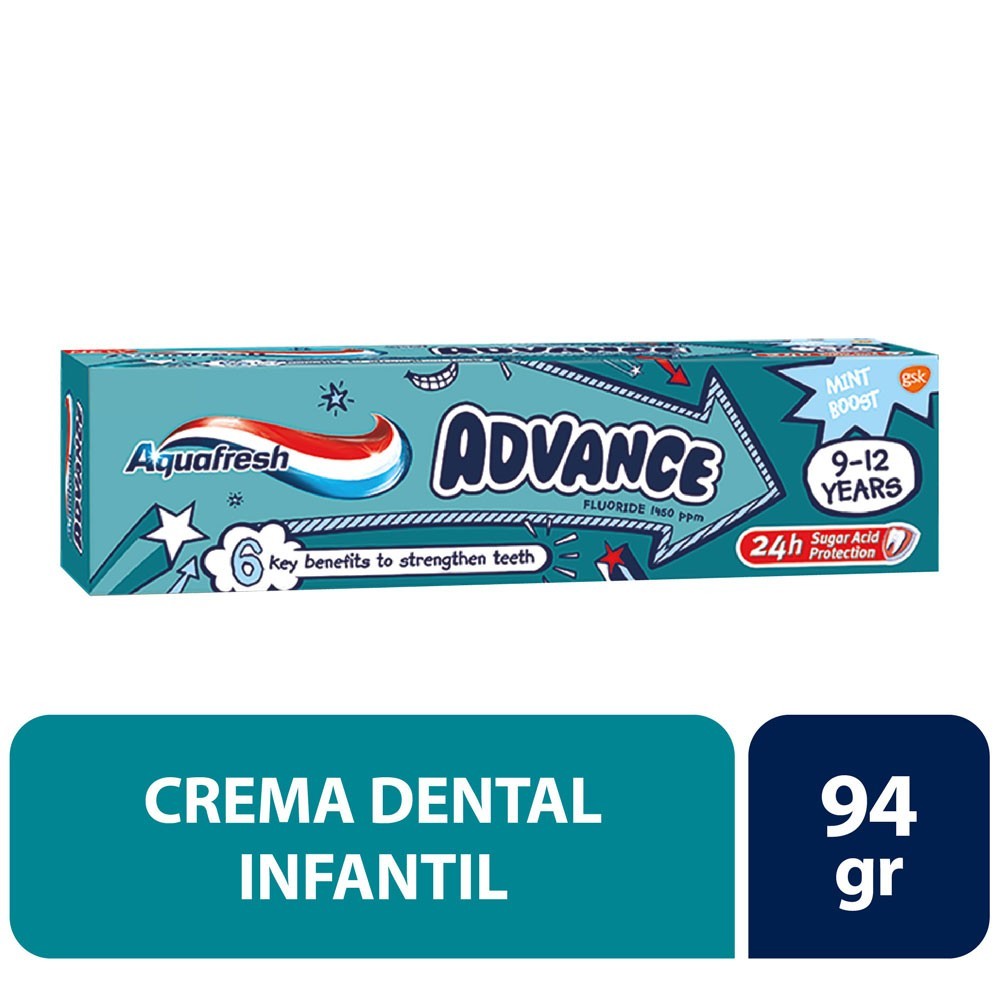 Aquafresh
ADVANCE
FLUORIDE 1450 ppm
6 key benefits to strengthen teeth
MINT
BOOST
gsk
9-12
YEARS
24h Sugar Acid
Protection
ADVANCE
CREMA DENTAL
INFANTIL
94
gr